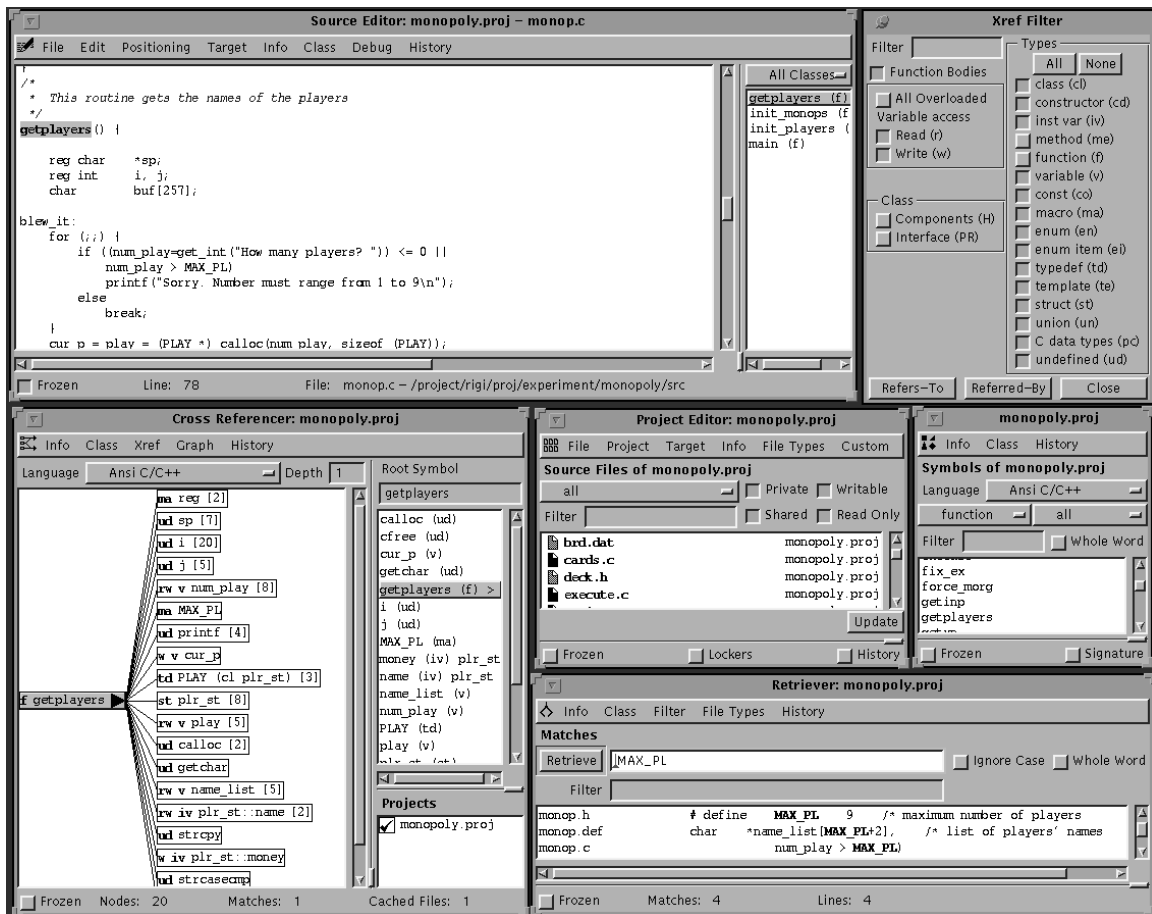 Source Editor: monopoly.proj – monop.c
File Edit Positioning Target Info Class Debug History
/*
* This routine gets the names of the players
*/
getplayers() {
reg char *sp;
reg int i, j;
char buf[257];
blew_it:
for (;;) {
if ((num_play=get_int("How many players? ")) <= 0 ||
num_play > MAX_PL)
printf("Sorry. Number must range from 1 to 9\n");
else
break;
}
cur_p = play = (PLAY *) calloc(num_play, sizeof (PLAY));
All Classes
getplayers (f)
init_monops (f
init_players (
main (f)
Frozen Line: 78 File: monop.c – /project/rigi/proj/experiment/monopoly/src
Xref Filter
Filter
Function Bodies
All Overloaded
Variable access
Read (r)
Write (w)
Class
Components (H)
Interface (PR)
Types
All None
class (cl)
constructor (cd)
inst var (iv)
method (me)
function (f)
variable (v)
const (co)
macro (ma)
enum (en)
enum item (ei)
typedef (td)
template (te)
struct (st)
union (un)
C data types (pc)
undefined (ud)
Refers–To Referred–By Close
Cross Referencer: monopoly.proj
Info Class Xref Graph History
Language Ansi C/C++ Depth 1
f getplayers
ma reg [2]
ud sp [7]
ud i [20]
ud j [5]
rw v num_play [8]
ma MAX_PL
ud printf [4]
w v cur_p
td PLAY (cl plr_st) [3]
st plr_st [8]
rw v play [5]
ud calloc [2]
ud getchar
rw v name_list [5]
rw iv plr_st::name [2]
ud strcpy
w iv plr_st::money
ud strcasecmp
Root Symbol
getplayers
calloc (ud)
cfree (ud)
cur_p (v)
getchar (ud)
getplayers (f) >
i (ud)
j (ud)
MAX_PL (ma)
money (iv) plr_st
name (iv) plr_st
name_list (v)
num_play (v)
PLAY (td)
play (v)
plr_st (st)
Projects
monopoly.proj
Frozen Nodes: 20 Matches: 1 Cached Files: 1
Project Editor: monopoly.proj
File Project Target Info File Types Custom
Source Files of monopoly.proj
all Private Writable
Filter Shared Read Only
brd.dat monopoly.proj
cards.c monopoly.proj
deck.h monopoly.proj
execute.c monopoly.proj
Update
Frozen Lockers History
monopoly.proj
Info Class History
Symbols of monopoly.proj
Language Ansi C/C++
function all
Filter Whole Word
fix_ex
force_morg
getinp
getplayers
Frozen Signature
Retriever: monopoly.proj
Info Class Filter File Types History
Matches
Retrieve MAX_PL Ignore Case Whole Word
Filter
monop.h # define MAX_PL 9 /* maximum number of players
monop.def char *name_list[MAX_PL+2], /* list of players' names
monop.c num_play > MAX_PL)
Frozen Matches: 4 Lines: 4